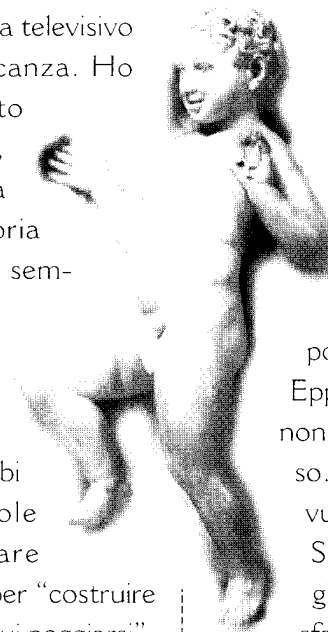 a televisivo
canza. Ho
to
a
oria
sem-
bi
ole
are
per "costruire
po
Epp
non
so.
vu
S
g